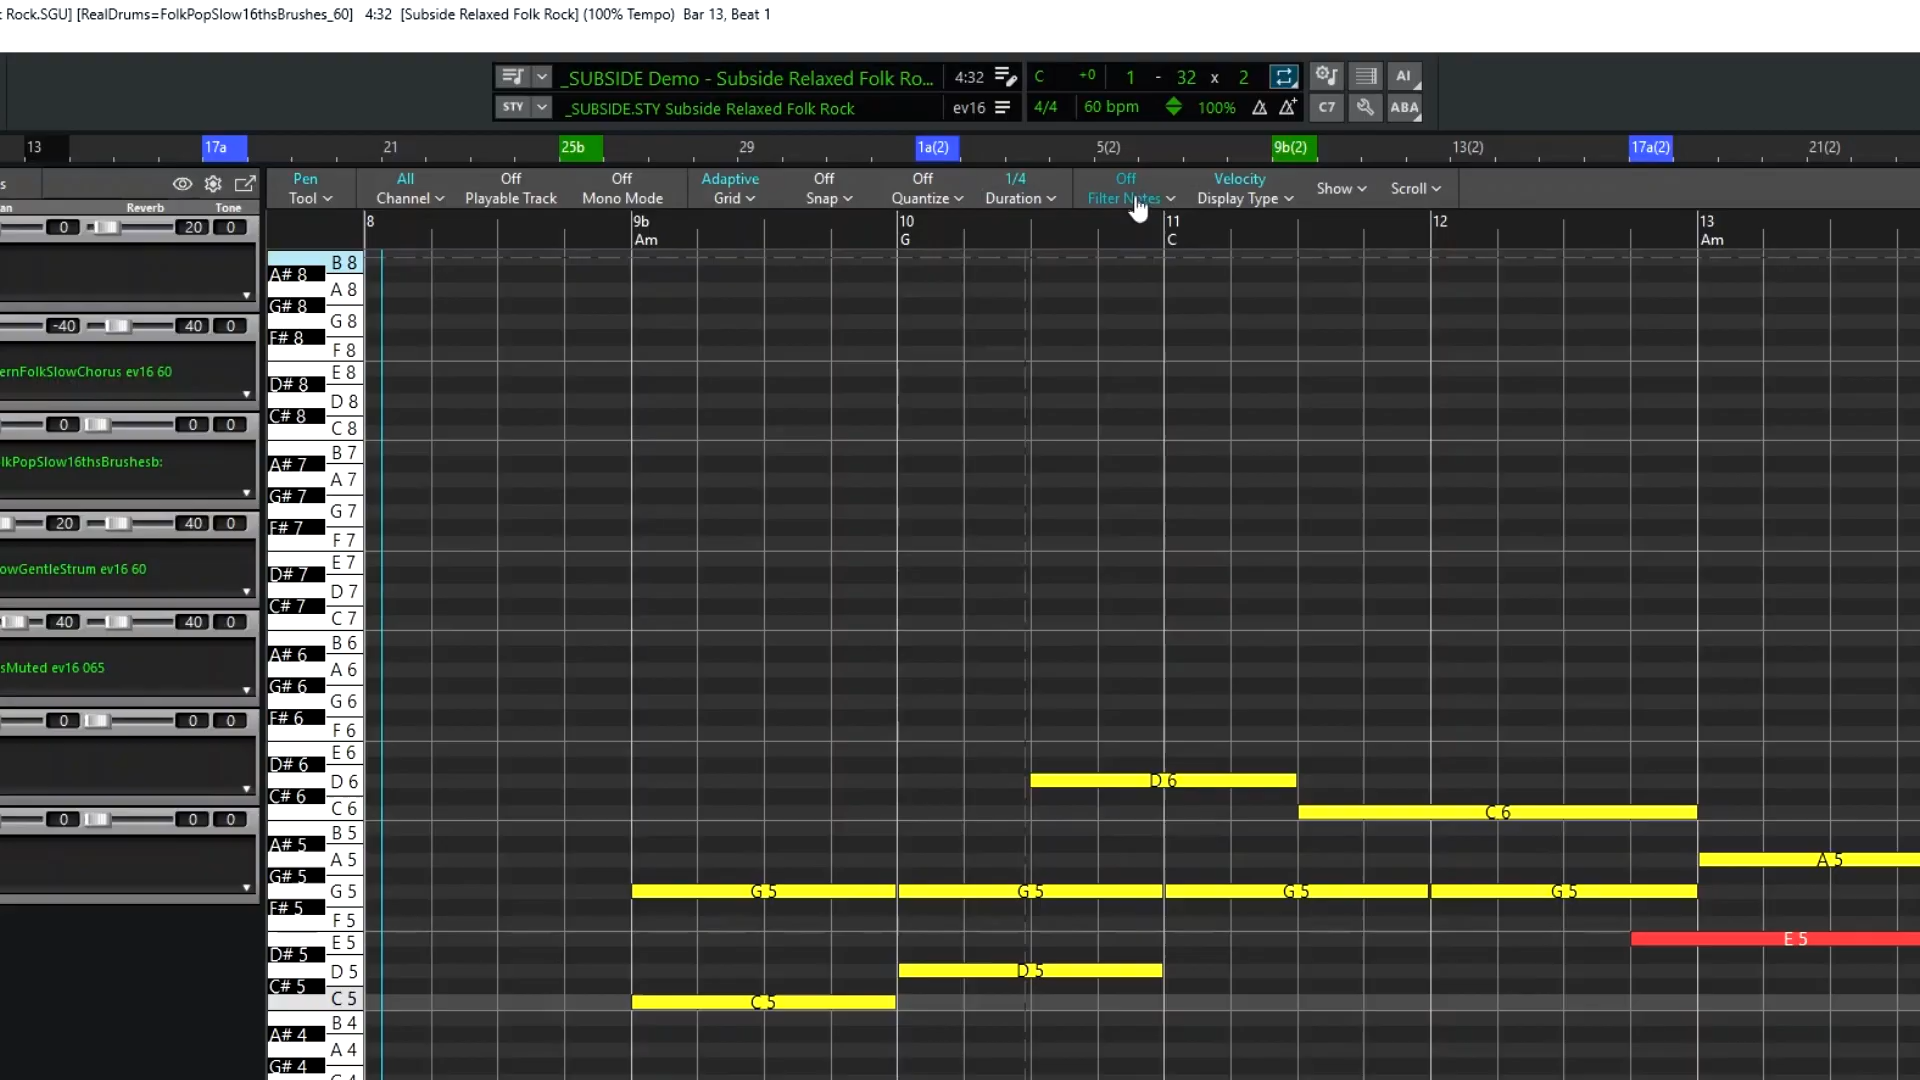 : Rock.SGU] [RealDrums=FolkPopSlow16thsBrushes_60] 4:32 [Subside Relaxed Folk Rock] (100% Tempo) Bar 13, Beat 1
_SUBSIDE Demo - Subside Relaxed Folk Ro... 4:32 C +0 1 - 32 x 2 AI
STY _SUBSIDE.STY Subside Relaxed Folk Rock ev16 4/4 60 bpm 100% C7 ABA
13 17a 21 25b 29 1a(2) 5(2) 9b(2) 13(2) 17a(2) 21(2)
s Pen All Off Off Adaptive Off Off 1/4 Off Velocity Show Scroll
Tool Channel Playable Track Mono Mode Grid Snap Quantize Duration Filter Notes Display Type
an Reverb Tone
0 20 0
8 9b 10 11 12 13
Am G C Am
B 8
A# 8
A 8
G# 8
G 8
-40 40 0
F# 8
F 8
ernFolkSlowChorus ev16 60
E 8
D# 8
D 8
C# 8
C 8
0 0 0
B 7
lkPopSlow16thsBrushesb:
A# 7
A 7
G# 7
G 7
20 40 0
F# 7
F 7
E 7
owGentleStrum ev16 60
D# 7
D 7
C# 7
C 7
40 40 0
B 6
A# 6
sMuted ev16 065
A 6
G# 6
G 6
F# 6
0 0 0
F 6
E 6
D# 6
D 6 D 6
C# 6
C 6 C 6
0 0 0
B 5
A# 5
A 5 A 5
G# 5
G 5 G 5 G 5 G 5 G 5
F# 5
F 5
E 5 E 5
D# 5
D 5 D 5
C# 5
C 5 C 5
B 4
A# 4
A 4
G# 4
G 4